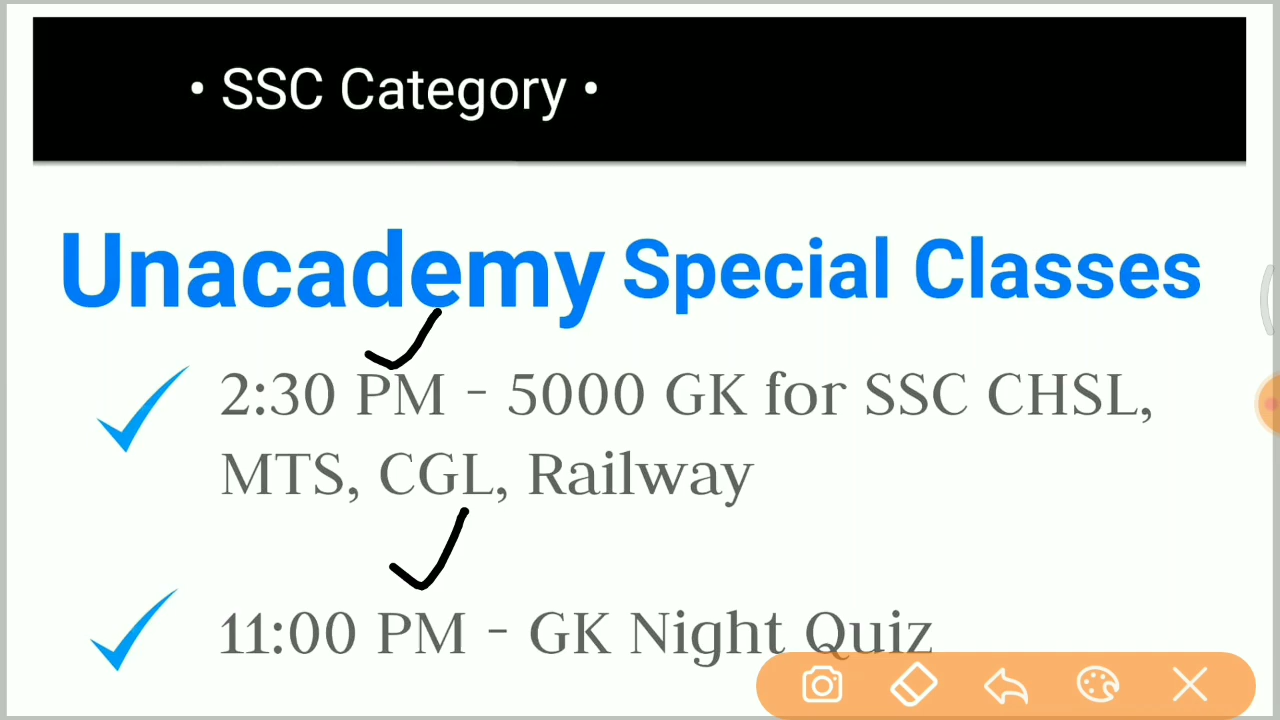 • SSC Category •
Unacademy Special Classes
2:30 PM - 5000 GK for SSC CHSL,
MTS, CGL, Railway
11:00 PM - GK Night Quiz